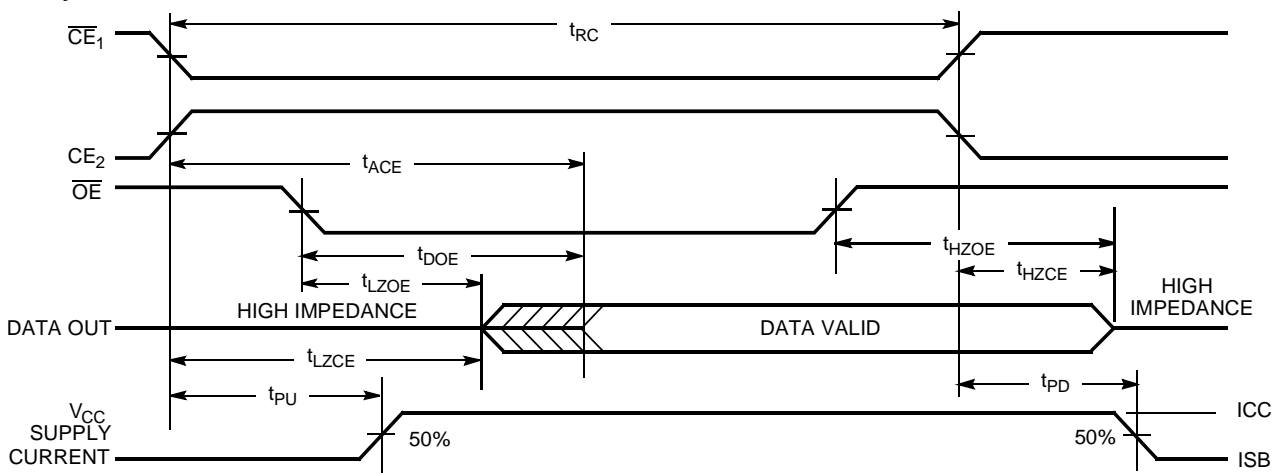 CE1
tRC
CE2
tACE
OE
tDOE
tHZOE
tLZOE
tHZCE
HIGH IMPEDANCE
HIGH
IMPEDANCE
DATA OUT
DATA VALID
tLZCE
tPU
tPD
VCC
SUPPLY
CURRENT
50%
50%
ICC
ISB